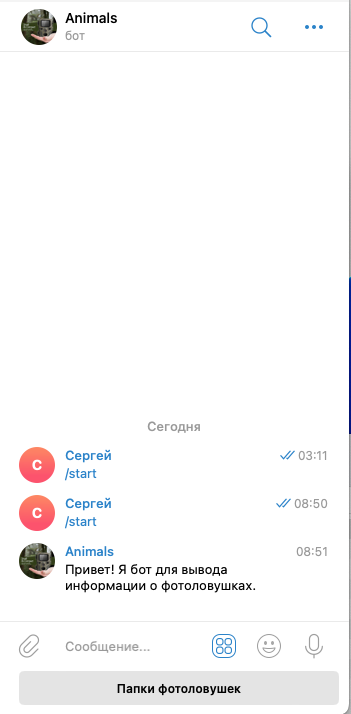 Animals
бот
Сегодня
С
Сергей
03:11
/start
С
Сергей
08:50
/start
Animals
08:51
Привет! Я бот для вывода
информации о фотоловушках.
Сообщение...
Папки фотоловушек